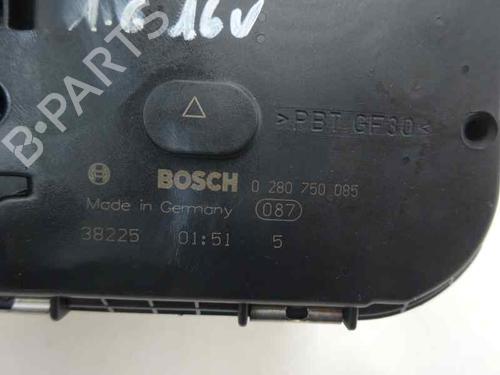 1.6 16V
B-PARTS
>PBT GF30<
BOSCH 0 280 750 085
Made in Germany 087
38225 01:51 5